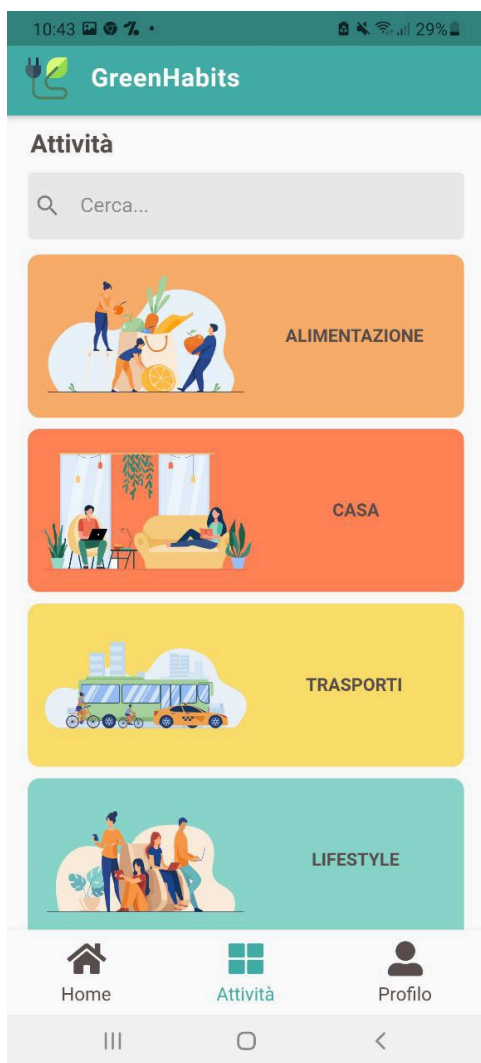 10:43 29%
GreenHabits
Attività
Cerca...
ALIMENTAZIONE
CASA
TRASPORTI
LIFESTYLE
Home Attività Profilo